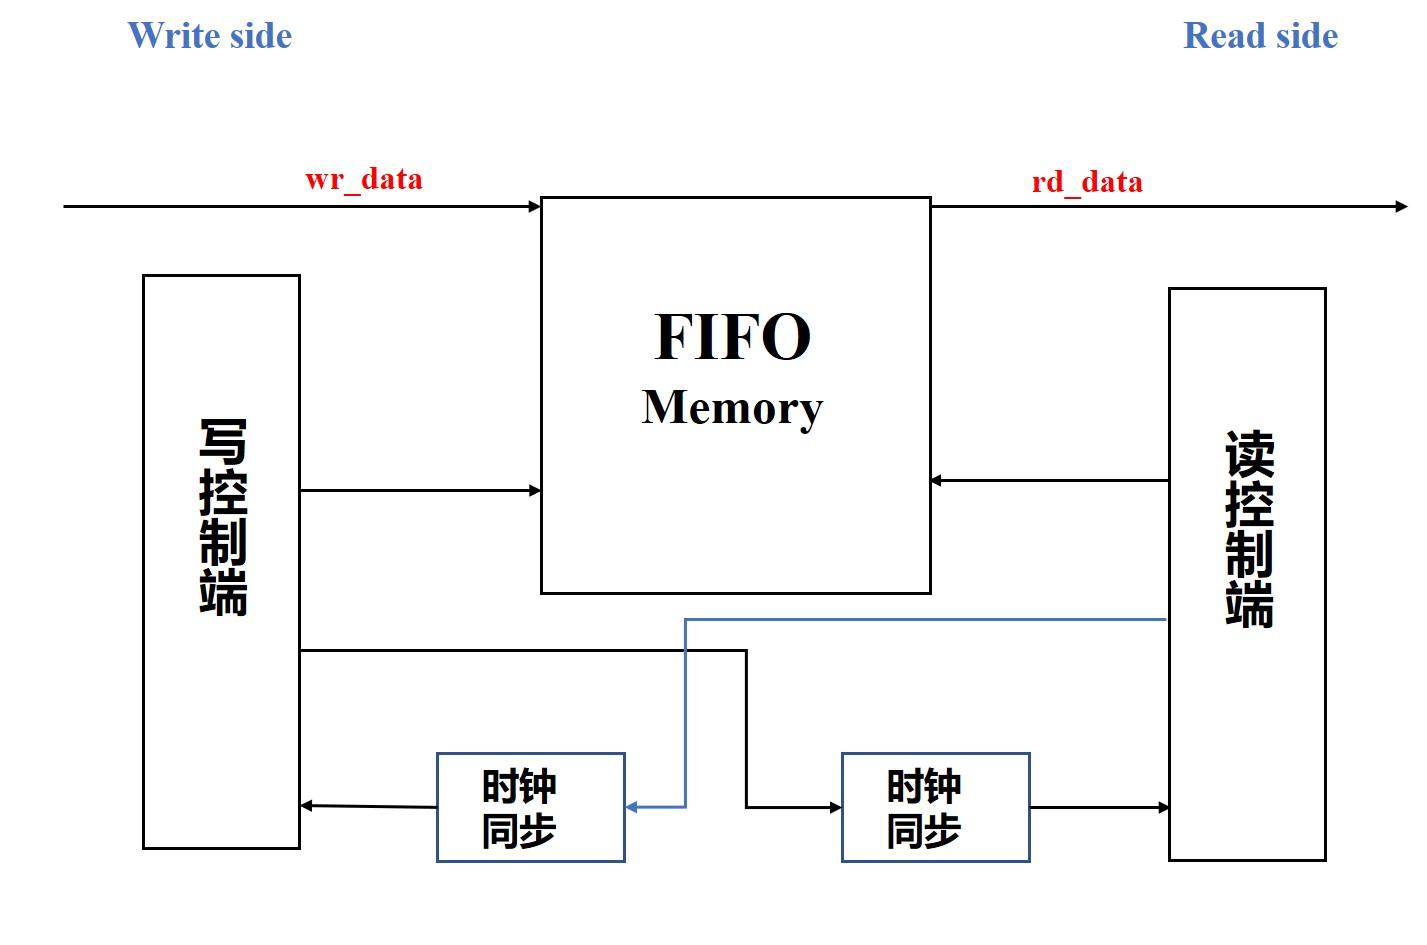 Write side
Read side
wr_data
rd_data
FIFO
Memory
写控制端
读控制端
时钟
同步
时钟
同步